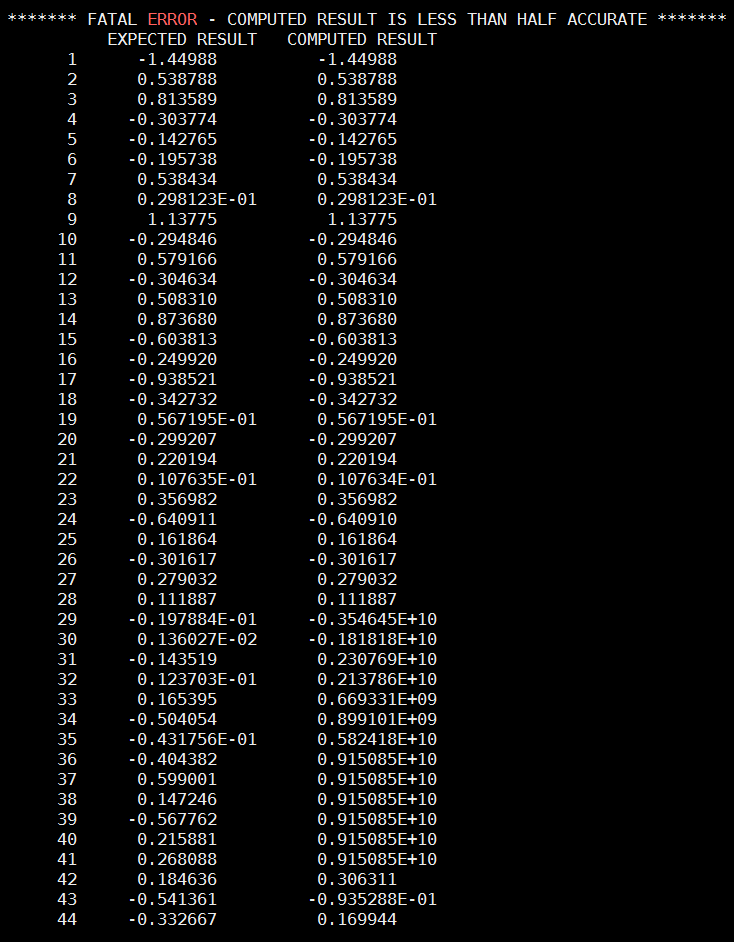 ******* FATAL ERROR - COMPUTED RESULT IS LESS THAN HALF ACCURATE *******
EXPECTED RESULT COMPUTED RESULT
1 -1.44988 -1.44988
2 0.538788 0.538788
3 0.813589 0.813589
4 -0.303774 -0.303774
5 -0.142765 -0.142765
6 -0.195738 -0.195738
7 0.538434 0.538434
8 0.298123E-01 0.298123E-01
9 1.13775 1.13775
10 -0.294846 -0.294846
11 0.579166 0.579166
12 -0.304634 -0.304634
13 0.508310 0.508310
14 0.873680 0.873680
15 -0.603813 -0.603813
16 -0.249920 -0.249920
17 -0.938521 -0.938521
18 -0.342732 -0.342732
19 0.567195E-01 0.567195E-01
20 -0.299207 -0.299207
21 0.220194 0.220194
22 0.107635E-01 0.107634E-01
23 0.356982 0.356982
24 -0.640911 -0.640910
25 0.161864 0.161864
26 -0.301617 -0.301617
27 0.279032 0.279032
28 0.111887 0.111887
29 -0.197884E-01 -0.354645E+10
30 0.136027E-02 -0.181818E+10
31 -0.143519 0.230769E+10
32 0.123703E-01 0.213786E+10
33 0.165395 0.669331E+09
34 -0.504054 0.899101E+09
35 -0.431756E-01 0.582418E+10
36 -0.404382 0.915085E+10
37 0.599001 0.915085E+10
38 0.147246 0.915085E+10
39 -0.567762 0.915085E+10
40 0.215881 0.915085E+10
41 0.268088 0.915085E+10
42 0.184636 0.306311
43 -0.541361 -0.935288E-01
44 -0.332667 0.169944